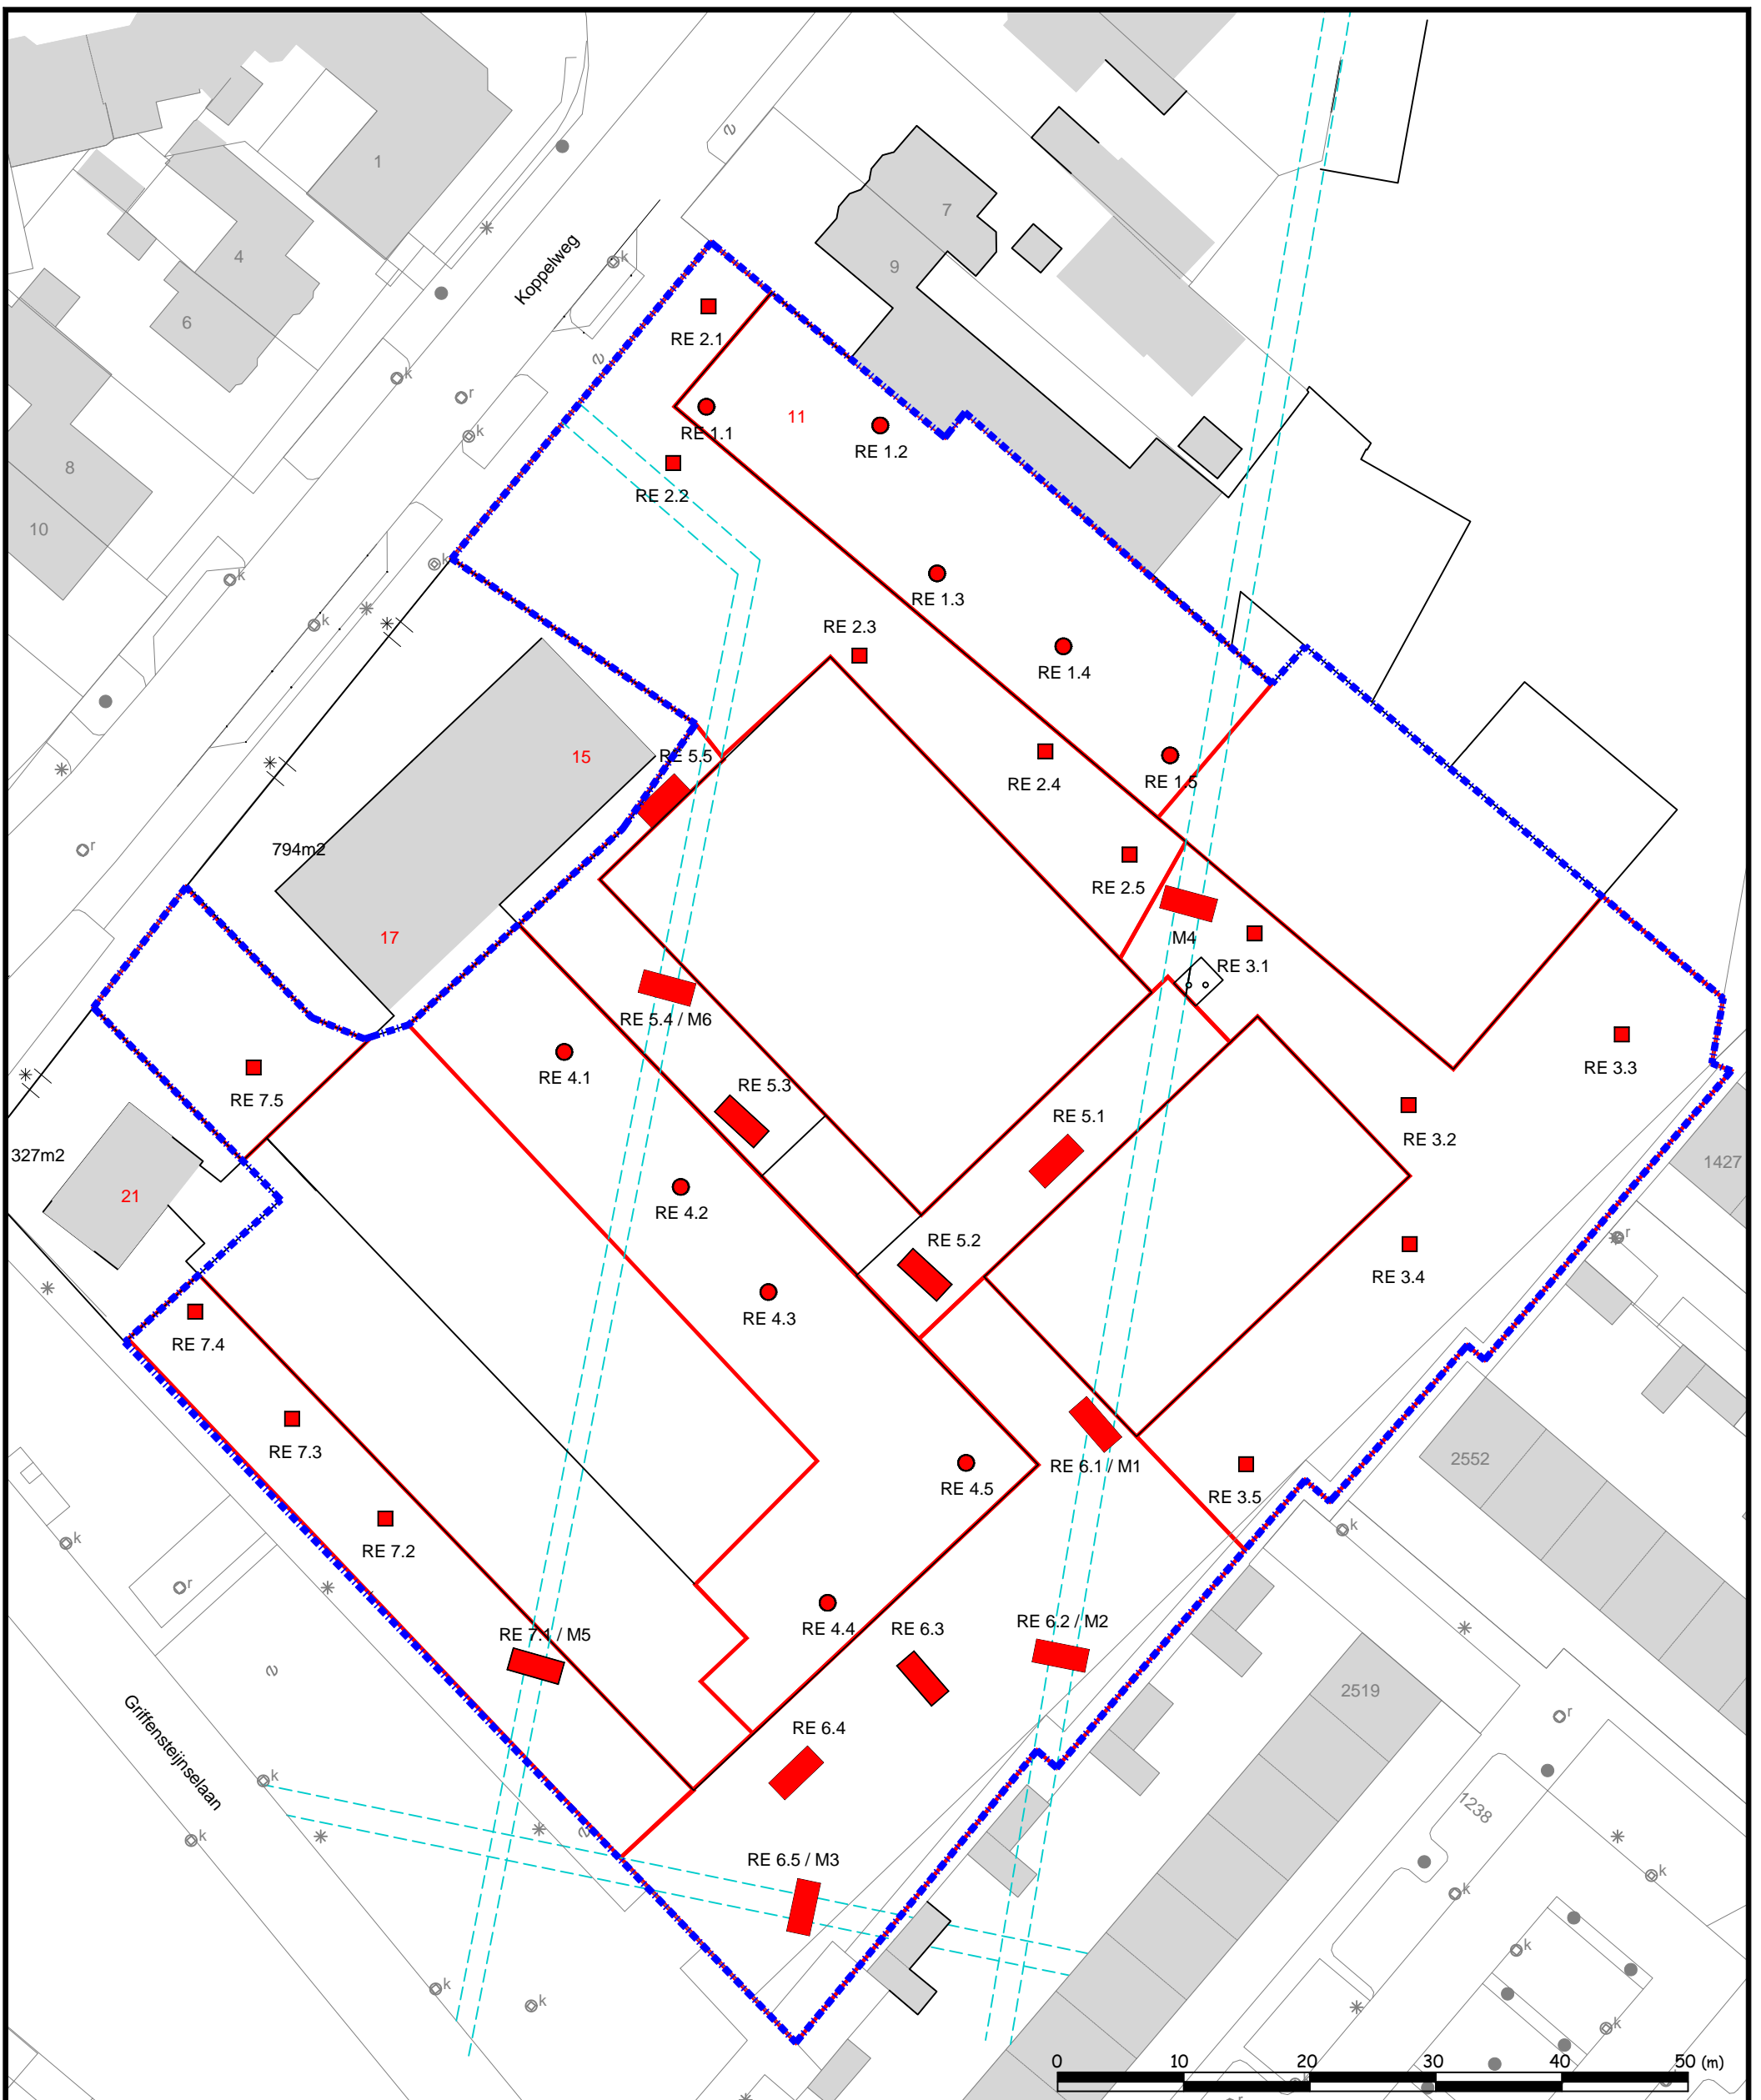 1
7
Koppelweg
k
4
9
6
RE 2.1
k
r
11
RE 1.1
RE 1.2
k
8
RE 2.2
10
k
k
RE 1.3
k
RE 2.3
RE 1.4
15
RE 5.5
RE 2.4
RE 1.5
r
794m2
RE 2.5
17
M4
RE 3.1
RE 5.4 / M6
RE 3.3
RE 4.1
RE 5.3
RE 7.5
RE 5.1
RE 3.2
327m2
1427
21
RE 4.2
r
RE 5.2
RE 3.4
RE 4.3
RE 7.4
RE 7.3
RE 4.5
RE 6.1 / M1
2552
RE 3.5
k
RE 7.2
k
r
RE 4.4
RE 6.3
RE 6.2 / M2
RE 7.1 / M5
2519
Griffensteijnselaan
r
RE 6.4
k
1238
k
RE 6.5 / M3
k
k
k
k
k
k
0 10 20 30 40 50 (m)
k
k
r